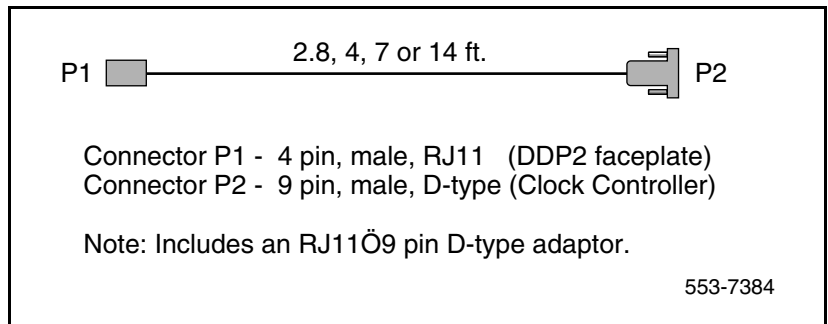 2.8, 4, 7 or 14 ft.
P1 P2
Connector P1 - 4 pin, male, RJ11 (DDP2 faceplate)
Connector P2 - 9 pin, male, D-type (Clock Controller)
Note: Includes an RJ11Ö9 pin D-type adaptor.
553-7384